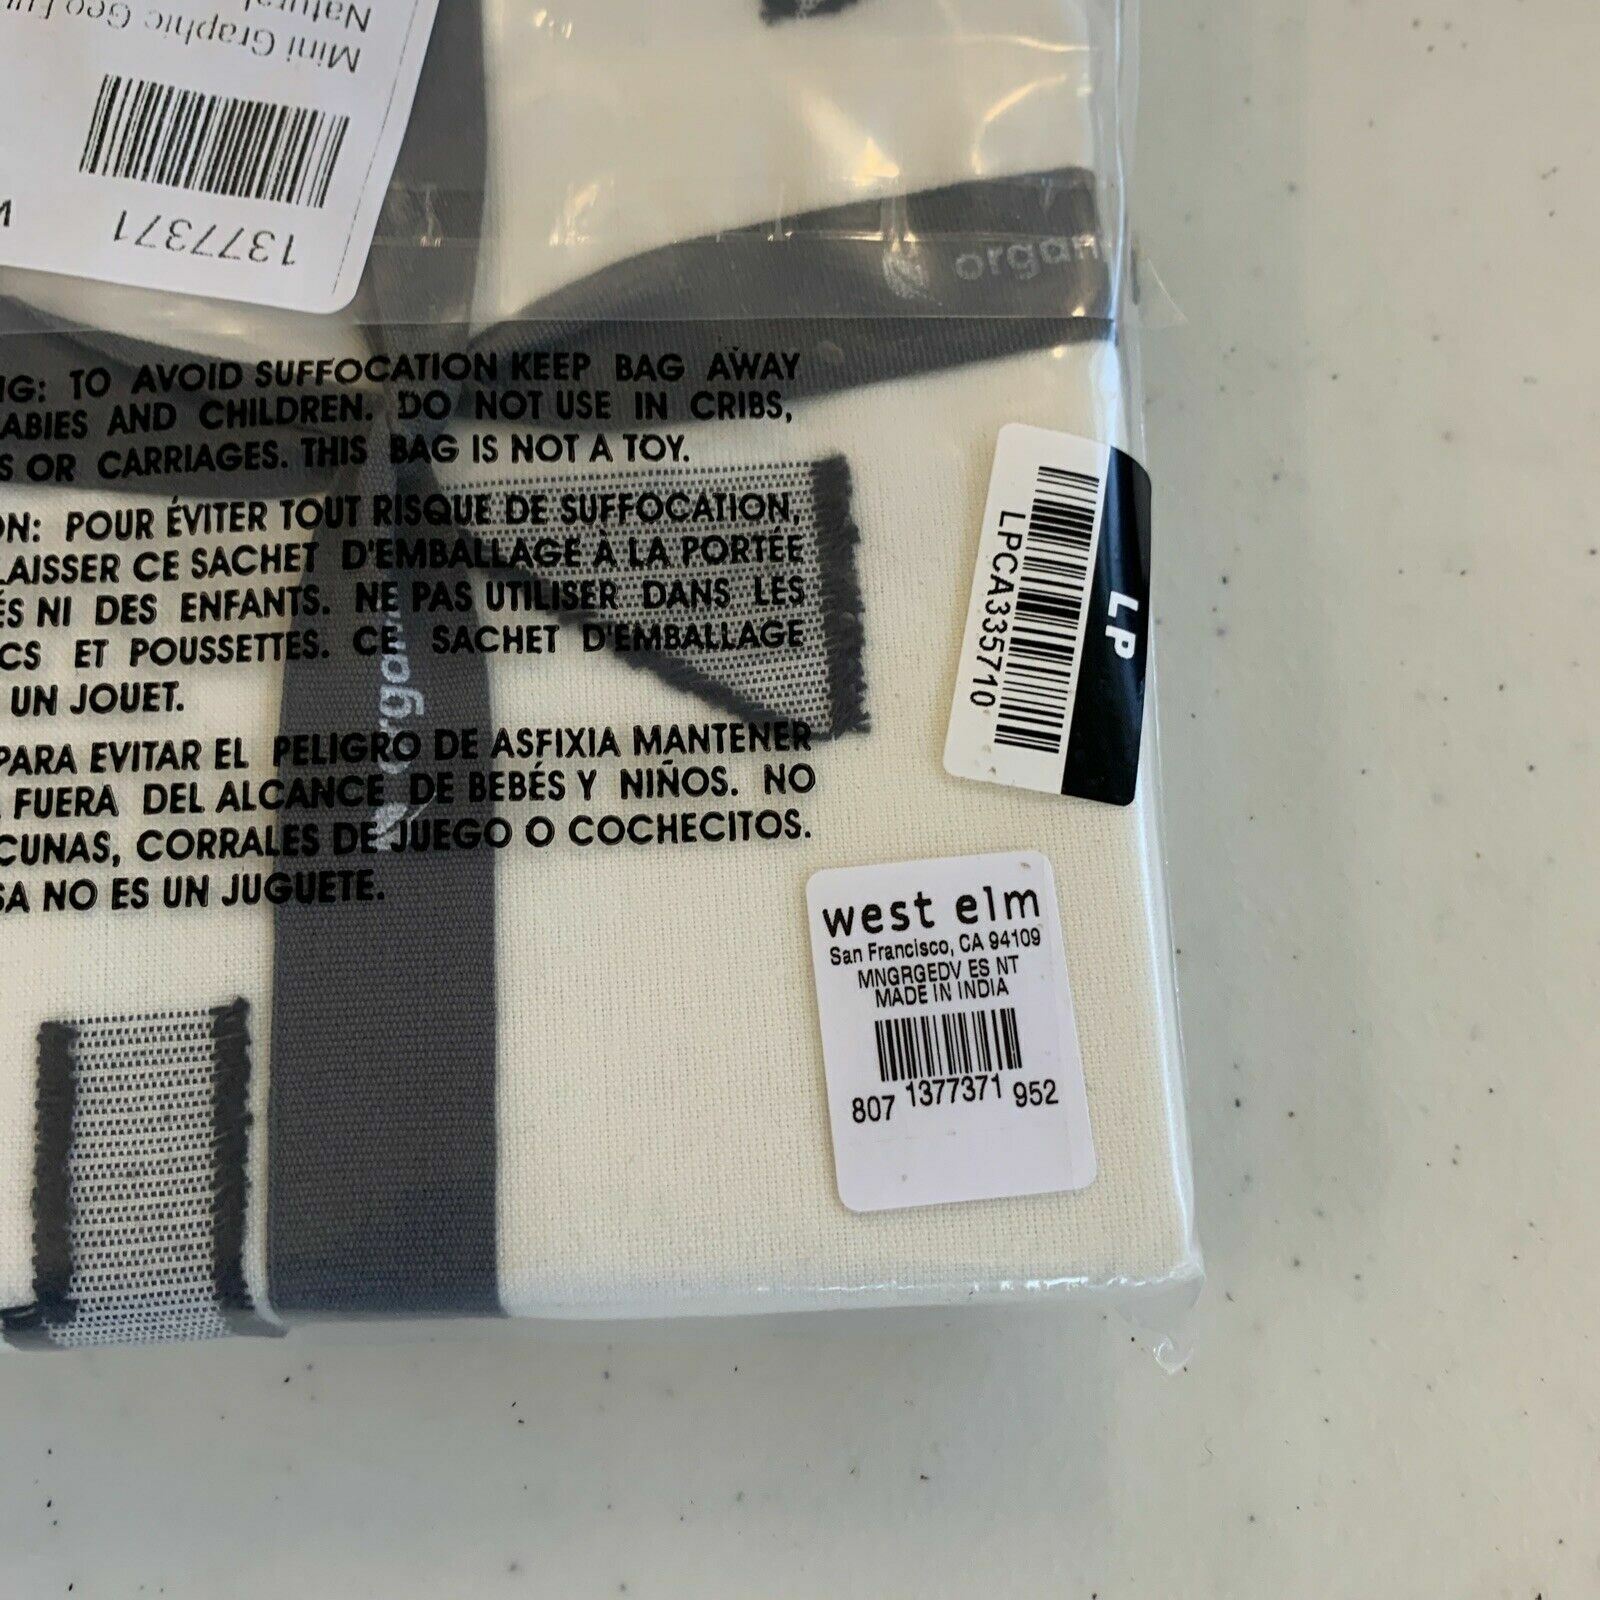 Mini Graphic Geo
Natural
1377371
organ
NG: TO AVOID SUFFOCATION KEEP BAG AWAY
ABIES AND CHILDREN. DO NOT USE IN CRIBS,
S OR CARRIAGES. THIS BAG IS NOT A TOY.
ON: POUR ÉVITER TOUT RISQUE DE SUFFOCATION,
LAISSER CE SACHET D'EMBALLAGE À LA PORTÉE
ÉS NI DES ENFANTS. NE PAS UTILISER DANS LES
CS ET POUSSETTES. CE SACHET D'EMBALLAGE
UN JOUET.
PARA EVITAR EL PELIGRO DE ASFIXIA MANTENER
FUERA DEL ALCANCE DE BEBÉS Y NIÑOS. NO
CUNAS, CORRALES DE JUEGO O COCHECITOS.
SA NO ES UN JUGUETE.
organ
LP
LPCA335710
west elm
San Francisco, CA 94109
MNGRGEDV ES NT
MADE IN INDIA
807 1377371 952